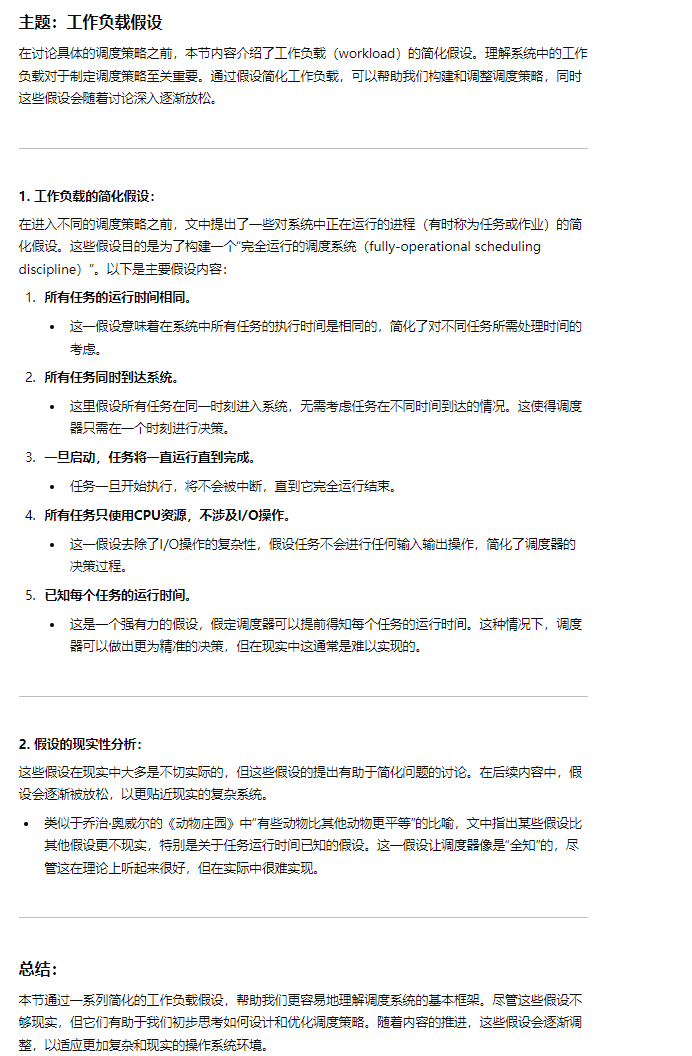 主题：工作负载假设
在讨论具体的调度策略之前，本节内容介绍了工作负载（workload）的简化假设。理解系统中的工作
负载对于制定调度策略至关重要。通过假设简化工作负载，可以帮助我们构建和调整调度策略，同时
这些假设会随着讨论深入逐渐放松。
1. 工作负载的简化假设：
在进入不同的调度策略之前，文中提出了一些对系统中正在运行的进程（有时称为任务或作业）的简
化假设。这些假设目的是为了构建一个“完全运行的调度系统（fully-operational scheduling
discipline）”。以下是主要假设内容：
1. 所有任务的运行时间相同。
• 这一假设意味着在系统中所有任务的执行时间是相同的，简化了对不同任务所需处理时间的
考虑。
2. 所有任务同时到达系统。
• 这里假设所有任务在同一时刻进入系统，无需考虑任务在不同时间到达的情况。这使得调度
器只需在一个时刻进行决策。
3. 一旦启动，任务将一直运行直到完成。
• 任务一旦开始执行，将不会被中断，直到它完全运行结束。
4. 所有任务只使用CPU资源，不涉及I/O操作。
• 这一假设去除了I/O操作的复杂性，假设任务不会进行任何输入输出操作，简化了调度器的
决策过程。
5. 已知每个任务的运行时间。
• 这是一个强有力的假设，假定调度器可以提前得知每个任务的运行时间。这种情况下，调度
器可以做出更为精准的决策，但在现实中这通常是难以实现的。
2. 假设的现实性分析：
这些假设在现实中大多是不切实际的，但这些假设的提出有助于简化问题的讨论。在后续内容中，假
设会逐渐被放松，以更贴近现实的复杂系统。
• 类似于乔治·奥威尔的《动物庄园》中“有些动物比其他动物更平等”的比喻，文中指出某些假设比
其他假设更不现实，特别是关于任务运行时间已知的假设。这一假设让调度器像是“全知”的，尽
管这在理论上听起来很好，但在实际中很难实现。
总结：
本节通过一系列简化的工作负载假设，帮助我们更容易地理解调度系统的基本框架。尽管这些假设不
够现实，但它们有助于我们初步思考如何设计和优化调度策略。随着内容的推进，这些假设会逐渐调
整，以适应更加复杂和现实的操作系统环境。